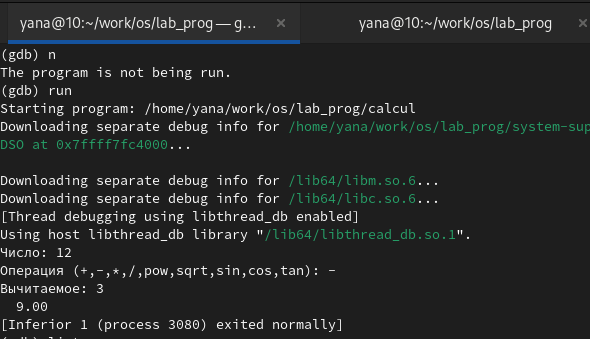 yana@10:~/work/os/lab_prog — g... × yana@10:~/work/os/lab_prog ×
(gdb) n
The program is not being run.
(gdb) run
Starting program: /home/yana/work/os/lab_prog/calcul
Downloading separate debug info for /home/yana/work/os/lab_prog/system-sup
DSO at 0x7ffff7fc4000...
Downloading separate debug info for /lib64/libm.so.6...
Downloading separate debug info for /lib64/libc.so.6...
[Thread debugging using libthread_db enabled]
Using host libthread_db library "/lib64/libthread_db.so.1".
Число: 12
Операция (+,-,*,/,pow,sqrt,sin,cos,tan): -
Вычитаемое: 3
9.00
[Inferior 1 (process 3080) exited normally]